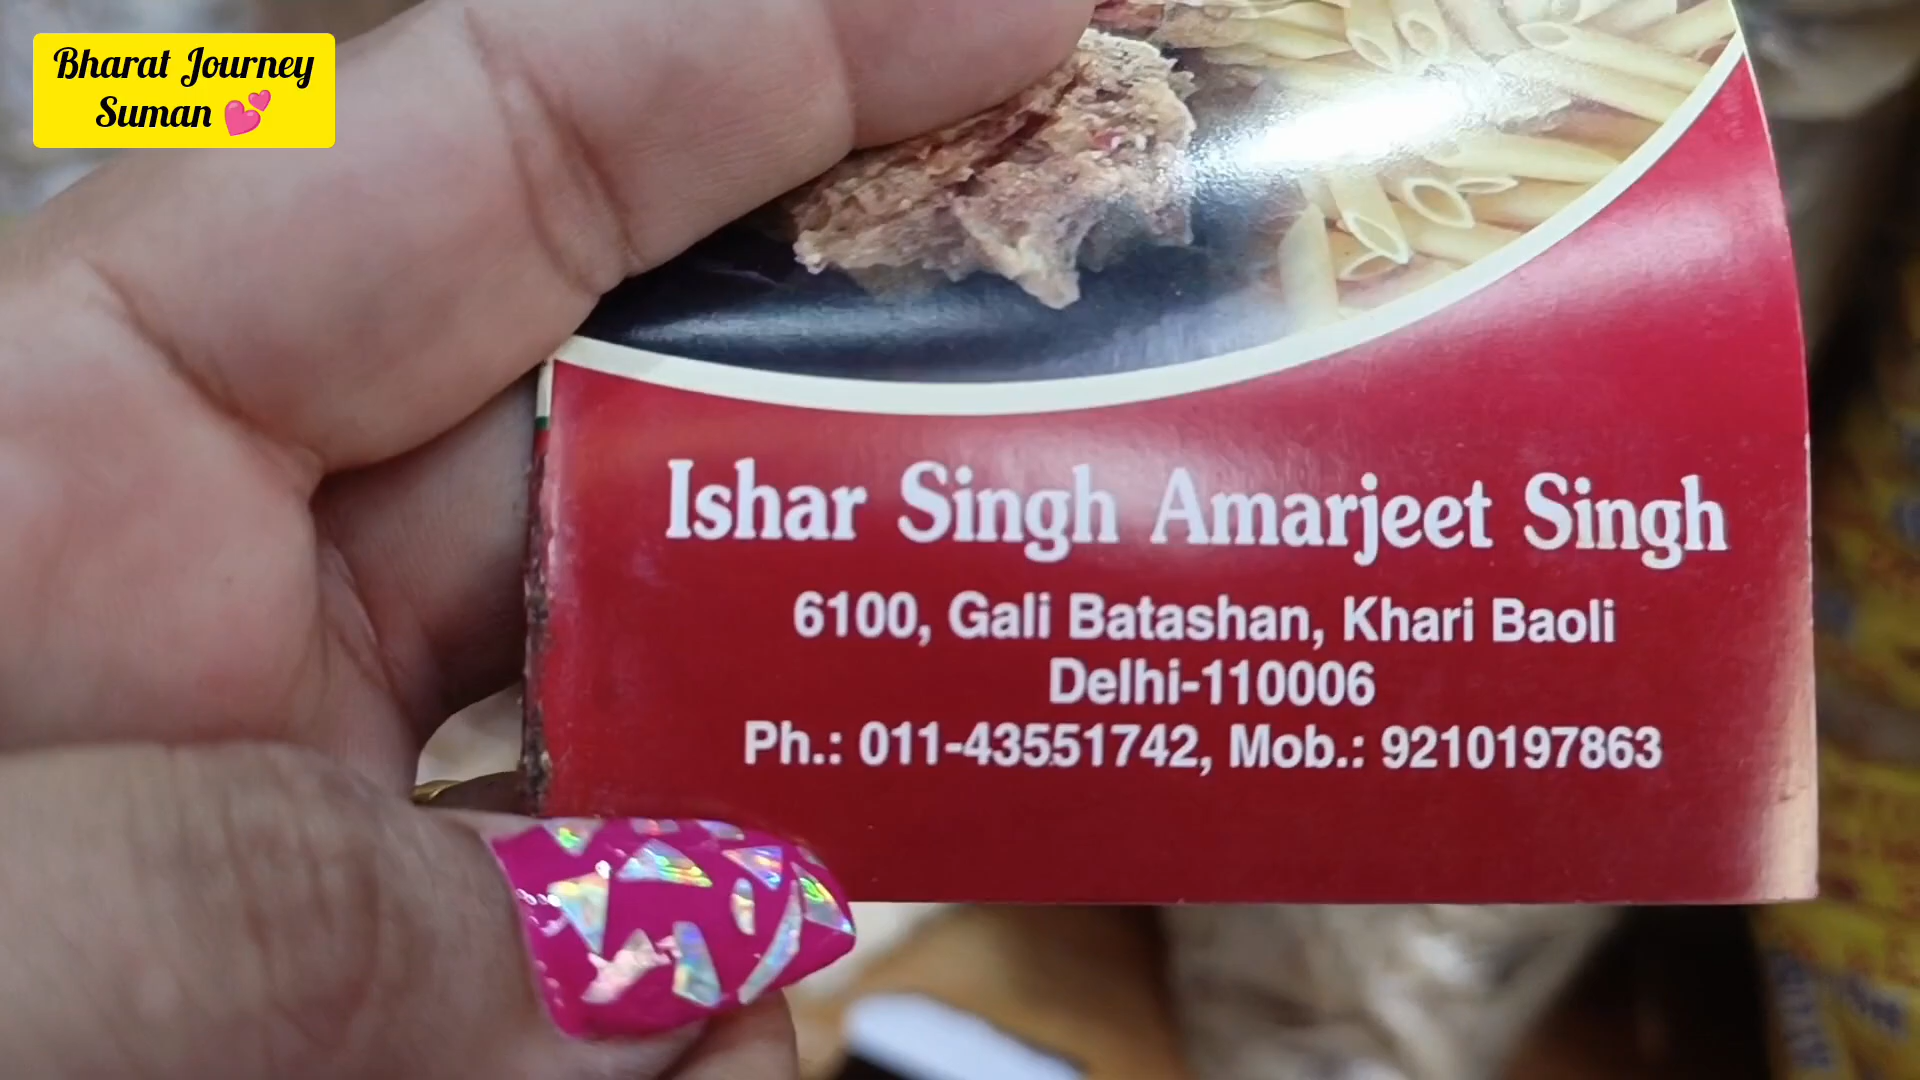 Bharat Journey
Suman 💕
Ishar Singh Amarjeet Singh
6100, Gali Batashan, Khari Baoli
Delhi-110006
Ph.: 011-43551742, Mob.: 9210197863